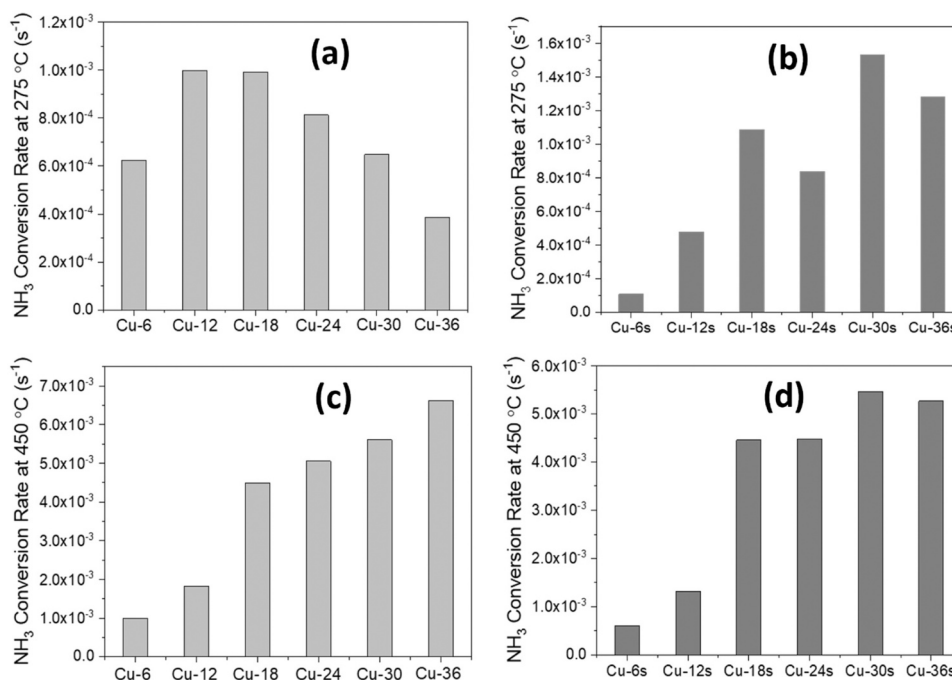 (a)
NH₃ Conversion Rate at 275 °C (s⁻¹)
1.2x10⁻³
1.0x10⁻³
8.0x10⁻⁴
6.0x10⁻⁴
4.0x10⁻⁴
2.0x10⁻⁴
0.0
Cu-6 Cu-12 Cu-18 Cu-24 Cu-30 Cu-36
(b)
NH₃ Conversion Rate at 275 °C (s⁻¹)
1.6x10⁻³
1.4x10⁻³
1.2x10⁻³
1.0x10⁻³
8.0x10⁻⁴
6.0x10⁻⁴
4.0x10⁻⁴
2.0x10⁻⁴
0.0
Cu-6s Cu-12s Cu-18s Cu-24s Cu-30s Cu-36s
(c)
NH₃ Conversion Rate at 450 °C (s⁻¹)
7.0x10⁻³
6.0x10⁻³
5.0x10⁻³
4.0x10⁻³
3.0x10⁻³
2.0x10⁻³
1.0x10⁻³
0.0
Cu-6 Cu-12 Cu-18 Cu-24 Cu-30 Cu-36
(d)
NH₃ Conversion Rate at 450 °C (s⁻¹)
6.0x10⁻³
5.0x10⁻³
4.0x10⁻³
3.0x10⁻³
2.0x10⁻³
1.0x10⁻³
0.0
Cu-6s Cu-12s Cu-18s Cu-24s Cu-30s Cu-36s